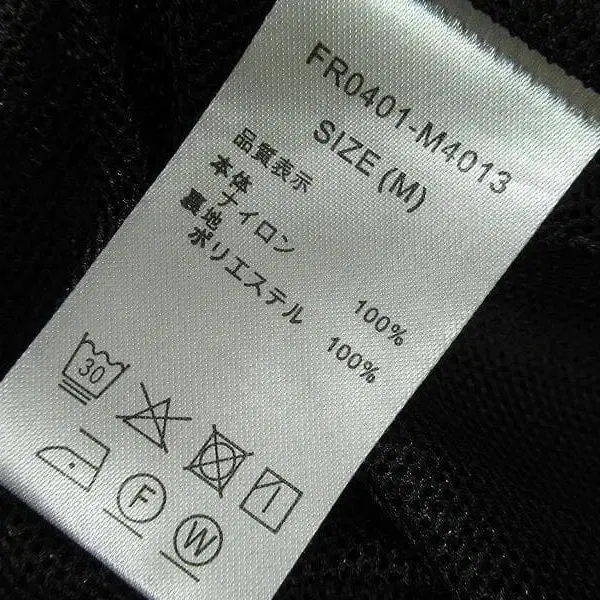 FR0401-M4013
SIZE (M)
品質表示
本体
ナイロン 100%
裏地
ポリエステル 100%
30
F
W